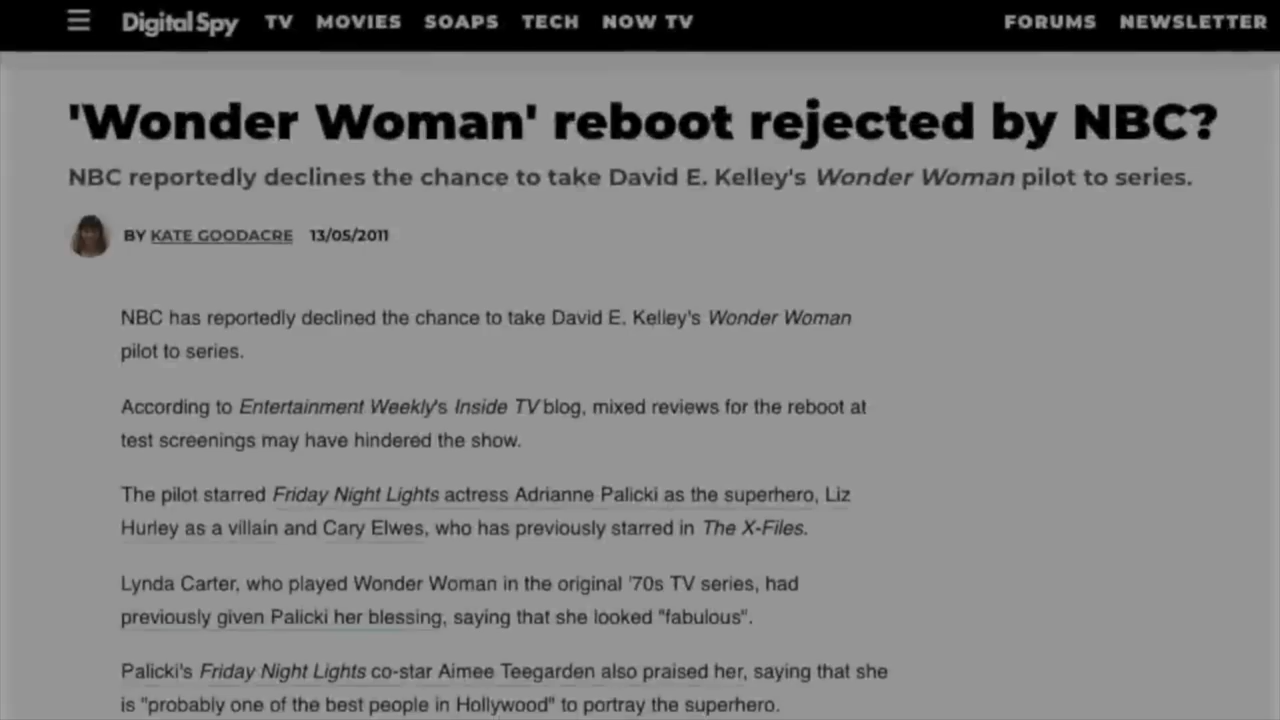 Digital Spy TV MOVIES SOAPS TECH NOW TV FORUMS NEWSLETTER
'Wonder Woman' reboot rejected by NBC?
NBC reportedly declines the chance to take David E. Kelley's Wonder Woman pilot to series.
BY KATE GOODACRE 13/05/2011
NBC has reportedly declined the chance to take David E. Kelley's Wonder Woman
pilot to series.
According to Entertainment Weekly's Inside TV blog, mixed reviews for the reboot at
test screenings may have hindered the show.
The pilot starred Friday Night Lights actress Adrianne Palicki as the superhero, Liz
Hurley as a villain and Cary Elwes, who has previously starred in The X-Files.
Lynda Carter, who played Wonder Woman in the original '70s TV series, had
previously given Palicki her blessing, saying that she looked "fabulous".
Palicki's Friday Night Lights co-star Aimee Teegarden also praised her, saying that she
is "probably one of the best people in Hollywood" to portray the superhero.